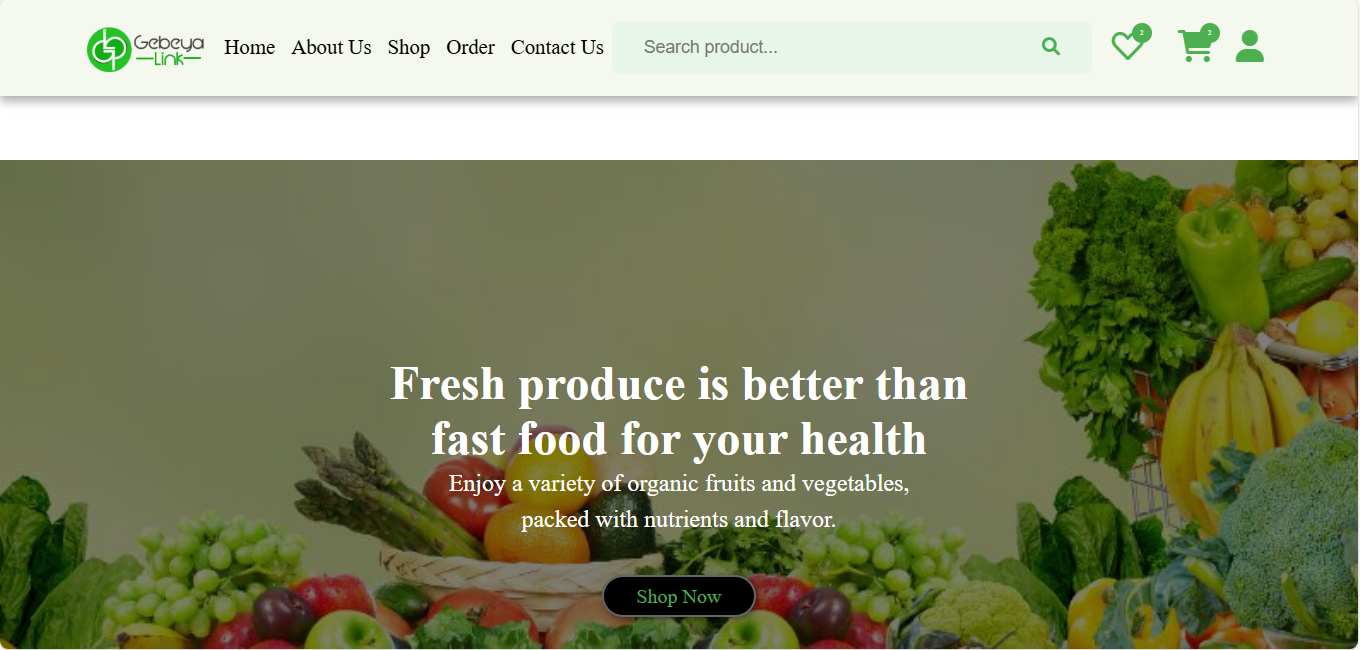 Gebeya
Link
Home About Us Shop Order Contact Us
Search product...
2
2
Fresh produce is better than
fast food for your health
Enjoy a variety of organic fruits and vegetables,
packed with nutrients and flavor.
Shop Now